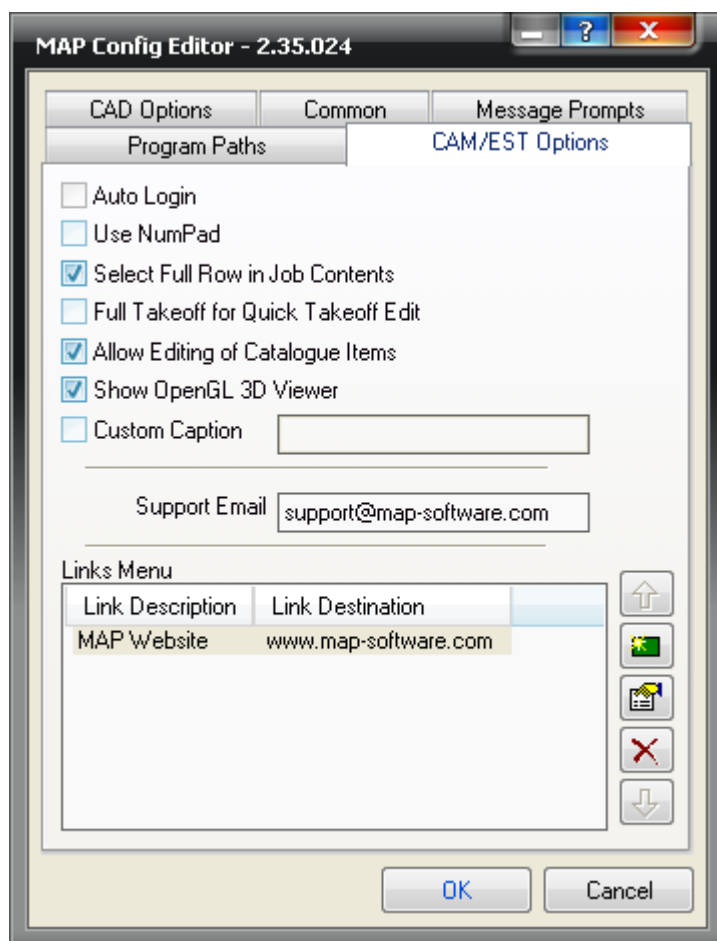 MAP Config Editor - 2.35.024
?
X
CAD Options Common Message Prompts
Program Paths CAM/EST Options
Auto Login
Use NumPad
Select Full Row in Job Contents
Full Takeoff for Quick Takeoff Edit
Allow Editing of Catalogue Items
Show OpenGL 3D Viewer
Custom Caption
Support Email support@map-software.com
Links Menu
Link Description Link Destination
MAP Website www.map-software.com
OK Cancel